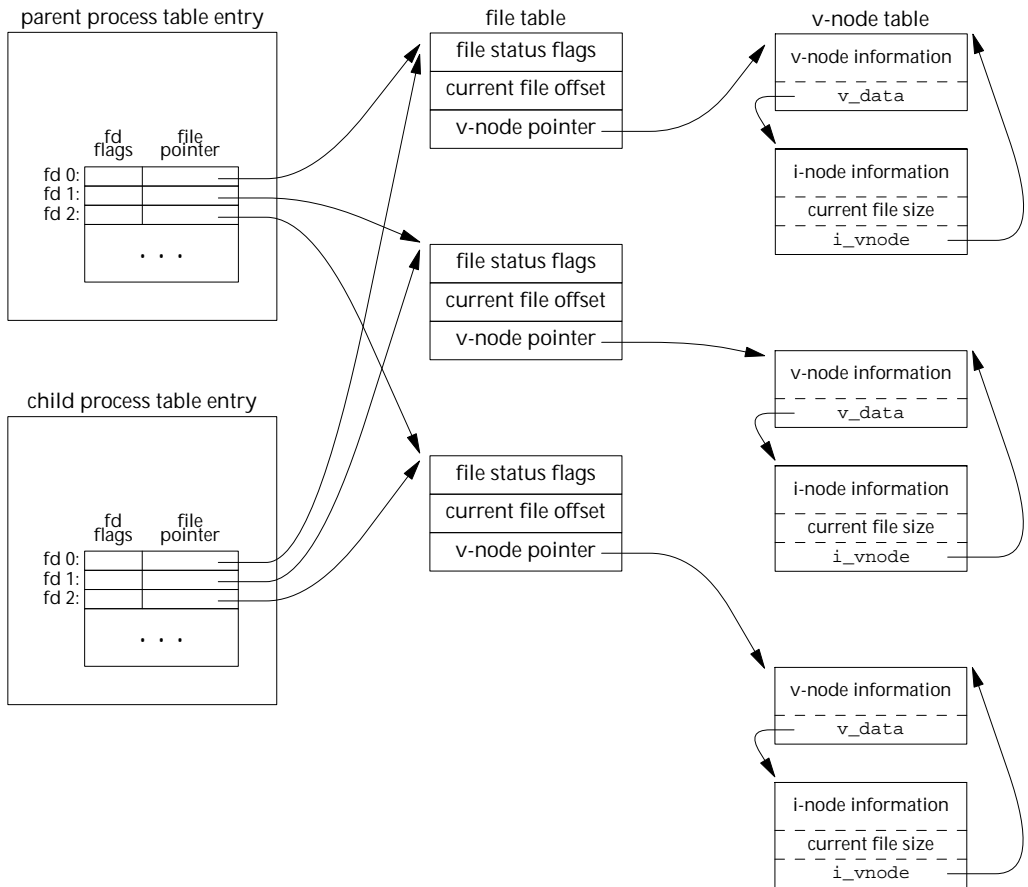 parent process table entry
fd
flags
file
pointer
fd 0:
fd 1:
fd 2:
. . .
child process table entry
fd
flags
file
pointer
fd 0:
fd 1:
fd 2:
. . .
file table
file status flags
current file offset
v-node pointer
file status flags
current file offset
v-node pointer
file status flags
current file offset
v-node pointer
v-node table
v-node information
v_data
i-node information
current file size
i_vnode
v-node information
v_data
i-node information
current file size
i_vnode
v-node information
v_data
i-node information
current file size
i_vnode